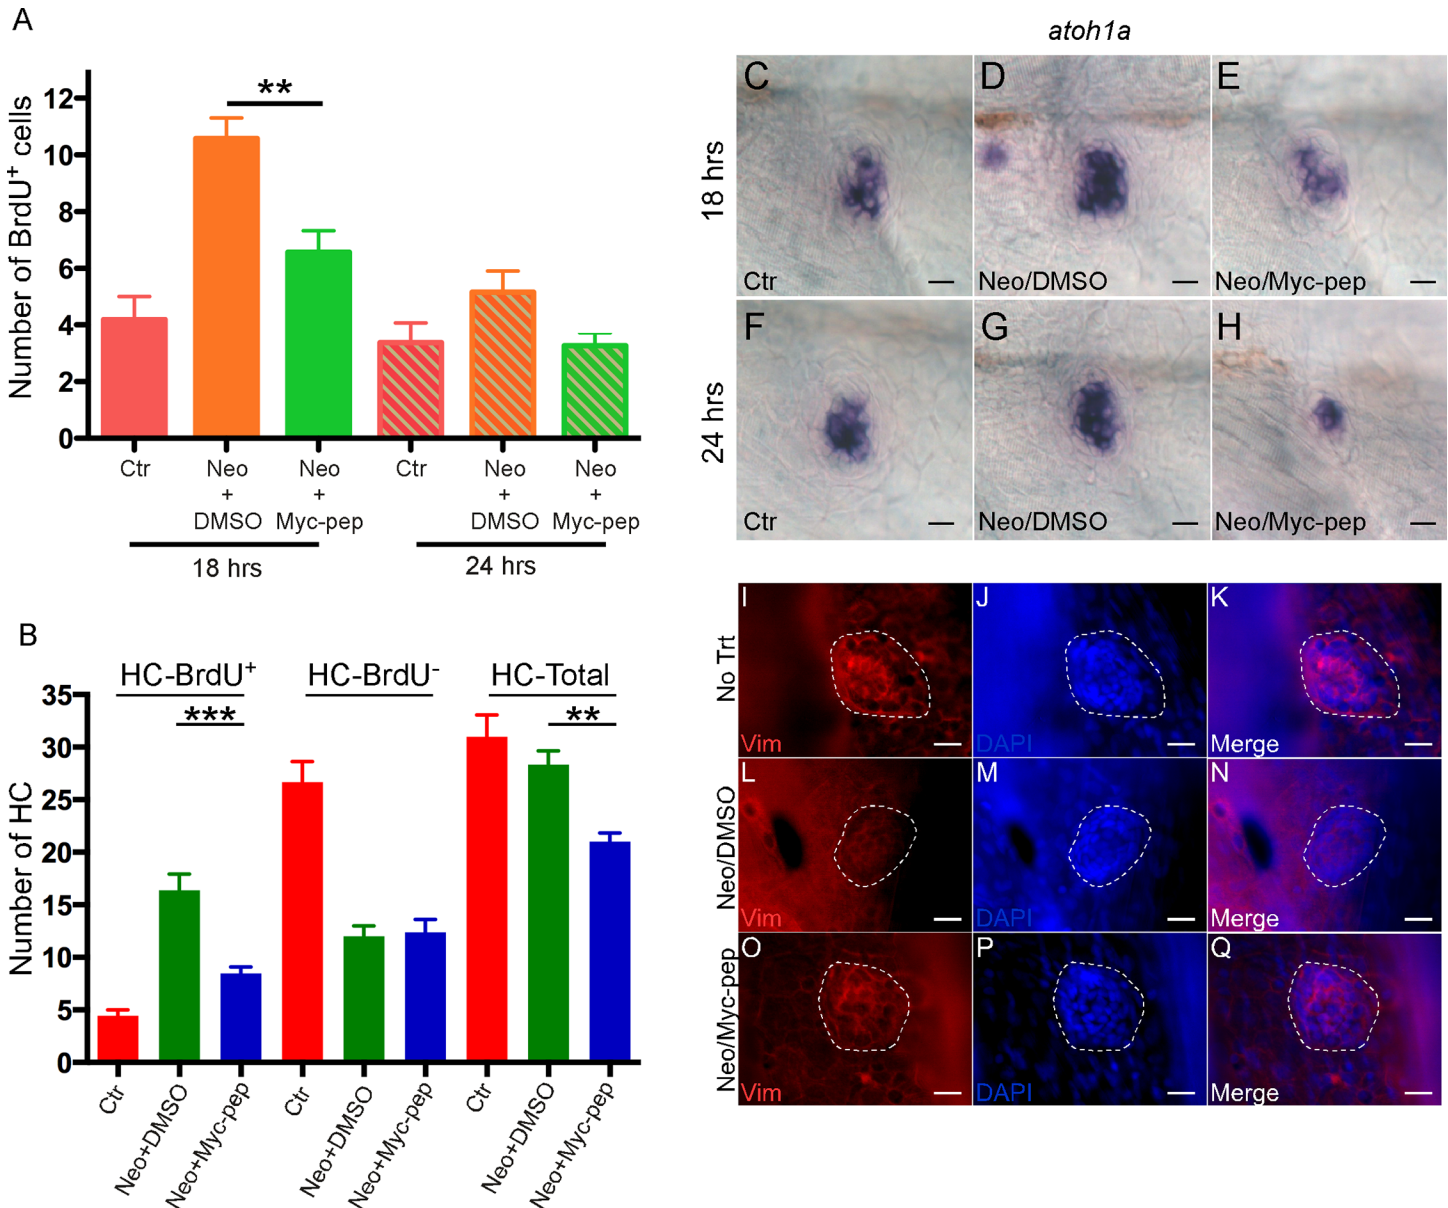 A
Number of BrdU+ cells
12
10
8
6
4
2
0
**
Ctr
Neo + DMSO
Neo + Myc-pep
Ctr
Neo + DMSO
Neo + Myc-pep
18 hrs
24 hrs
B
Number of HC
35
30
25
20
15
10
5
0
HC-BrdU+
HC-BrdU-
HC-Total
***
**
Ctr
Neo+DMSO
Neo+Myc-pep
Ctr
Neo+DMSO
Neo+Myc-pep
Ctr
Neo+DMSO
Neo+Myc-pep
atoh1a
18 hrs
C
Ctr
D
Neo/DMSO
E
Neo/Myc-pep
24 hrs
F
Ctr
G
Neo/DMSO
H
Neo/Myc-pep
No Trt
I
Vim
J
DAPI
K
Merge
Neo/DMSO
L
Vim
M
DAPI
N
Merge
Neo/Myc-pep
O
Vim
P
DAPI
Q
Merge